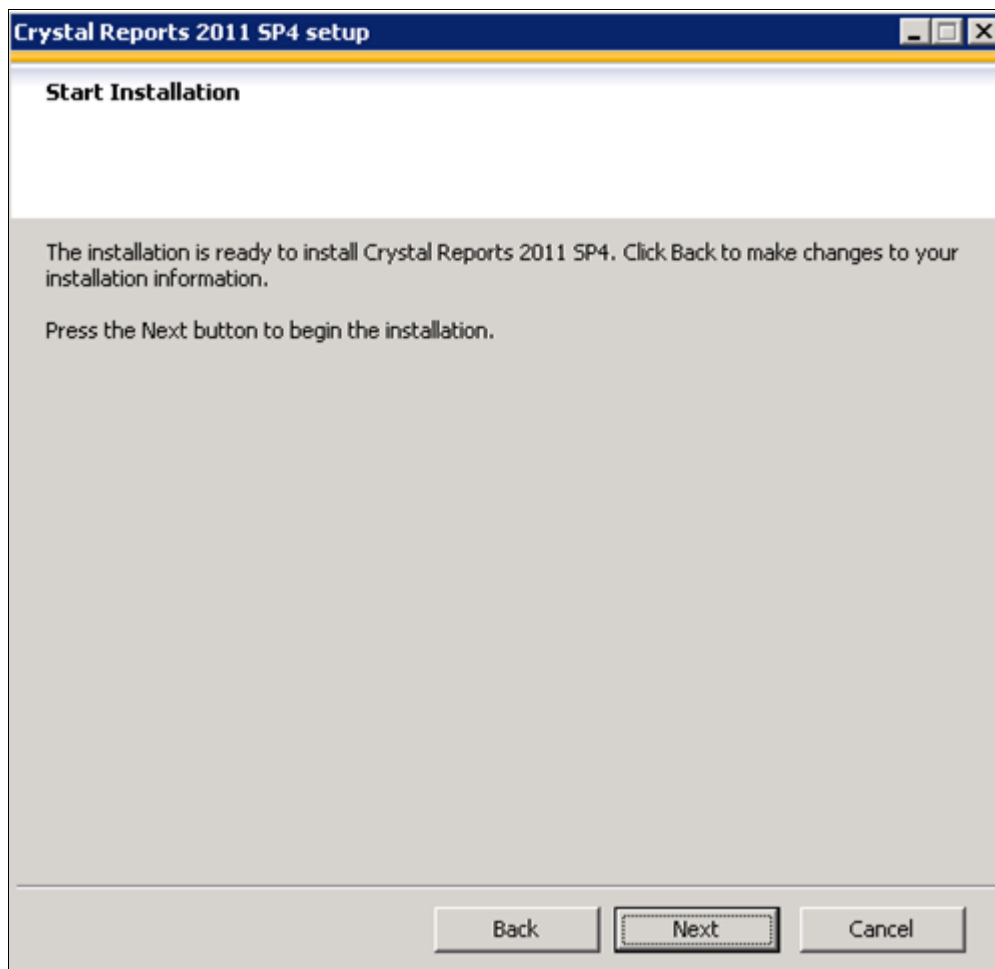 Crystal Reports 2011 SP4 setup
Start Installation
The installation is ready to install Crystal Reports 2011 SP4. Click Back to make changes to your
installation information.
Press the Next button to begin the installation.
Back
Next
Cancel